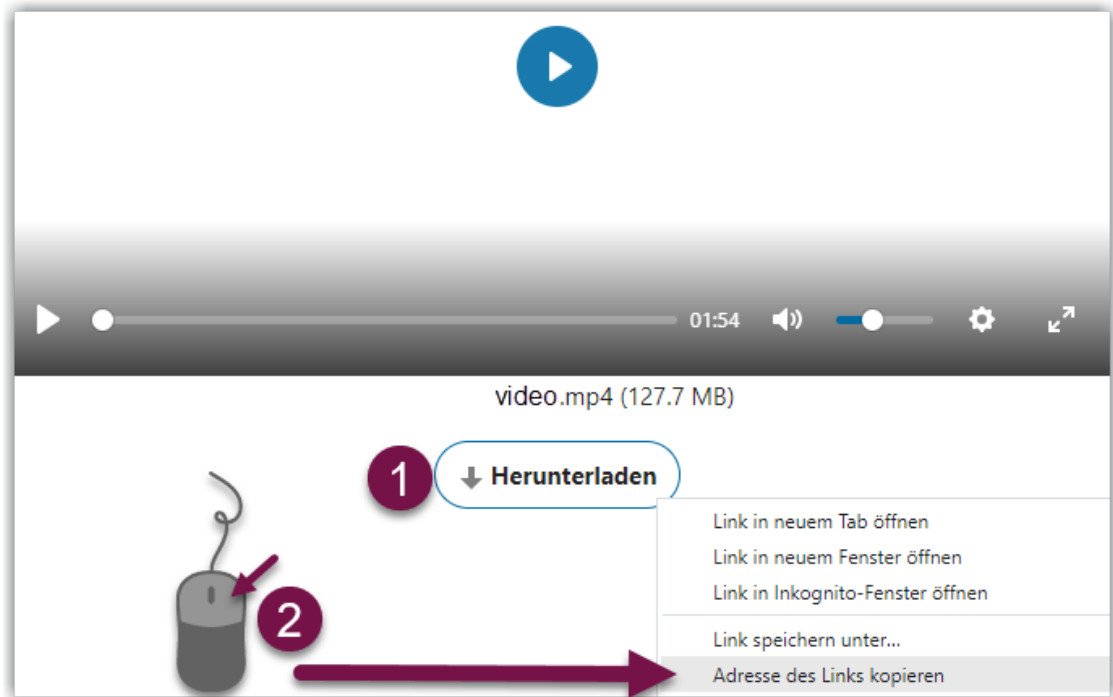 01:54
video.mp4 (127.7 MB)
1
Herunterladen
Link in neuem Tab öffnen
Link in neuem Fenster öffnen
Link in Inkognito-Fenster öffnen
2
Link speichern unter...
Adresse des Links kopieren